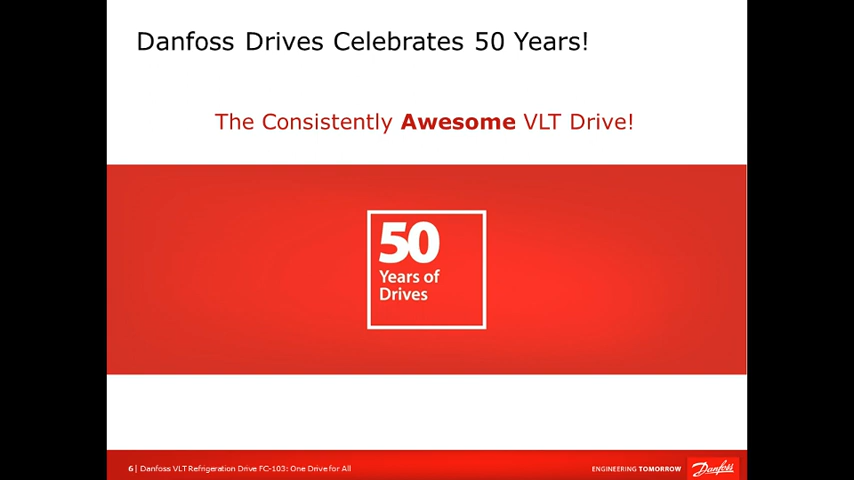 Danfoss Drives Celebrates 50 Years!
The Consistently Awesome VLT Drive!
50
Years of
Drives
6 | Danfoss VLT Refrigeration Drive FC-103: One Drive for All
ENGINEERING TOMORROW
Danfoss